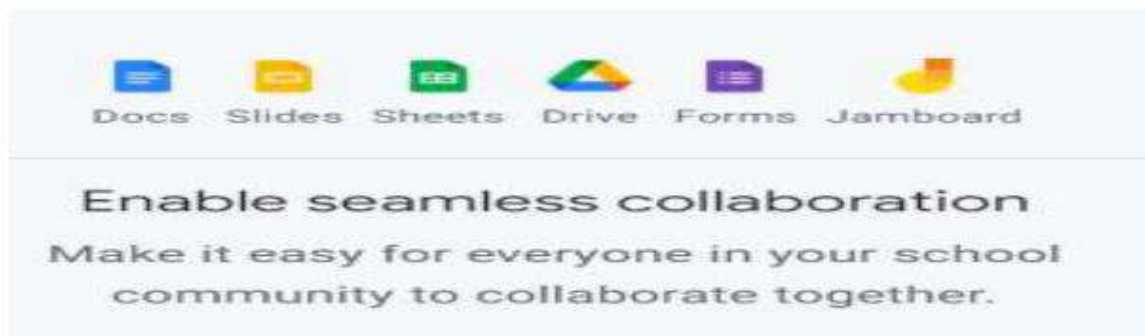 Docs Slides Sheets Drive Forms Jamboard
Enable seamless collaboration
Make it easy for everyone in your school
community to collaborate together.